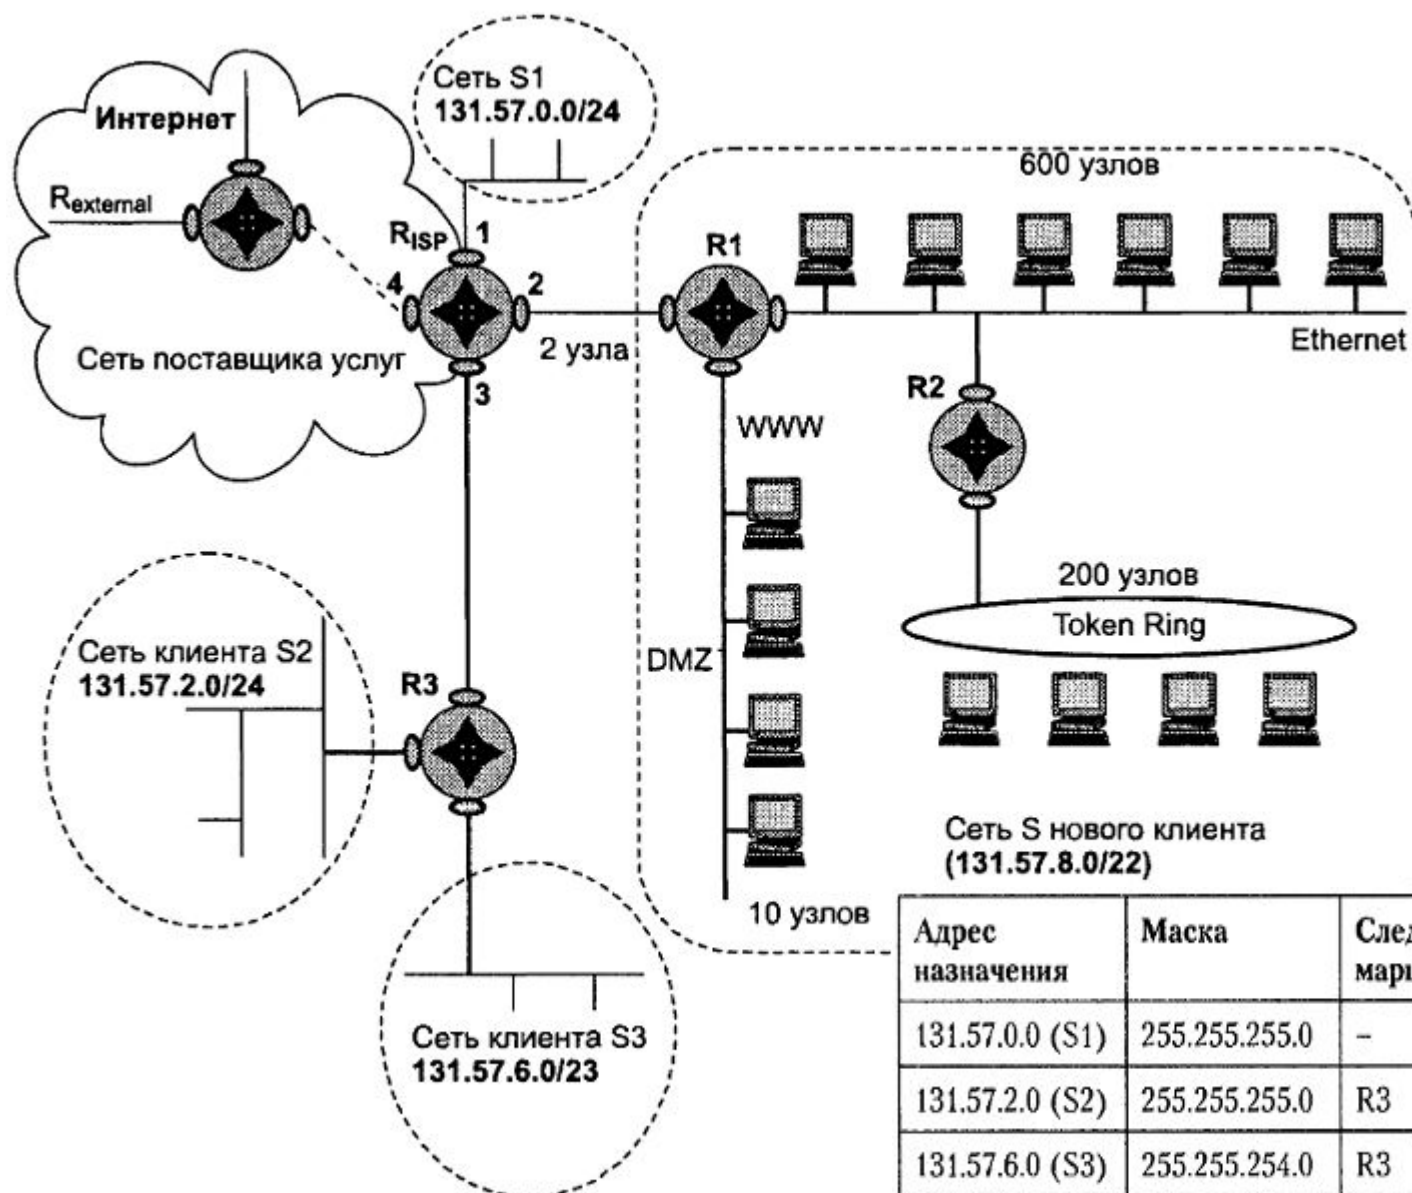 Сеть S1
131.57.0.0/24
Интернет
Rexternal
RISP
1
2
3
4
Сеть поставщика услуг
2 узла
R1
600 узлов
Ethernet
R2
WWW
DMZ
10 узлов
200 узлов
Token Ring
Сеть клиента S2
131.57.2.0/24
R3
Сеть клиента S3
131.57.6.0/23
Сеть S нового клиента
(131.57.8.0/22)
Адрес назначения Маска
131.57.0.0 (S1) 255.255.255.0 –
131.57.2.0 (S2) 255.255.255.0 R3
131.57.6.0 (S3) 255.255.254.0 R3